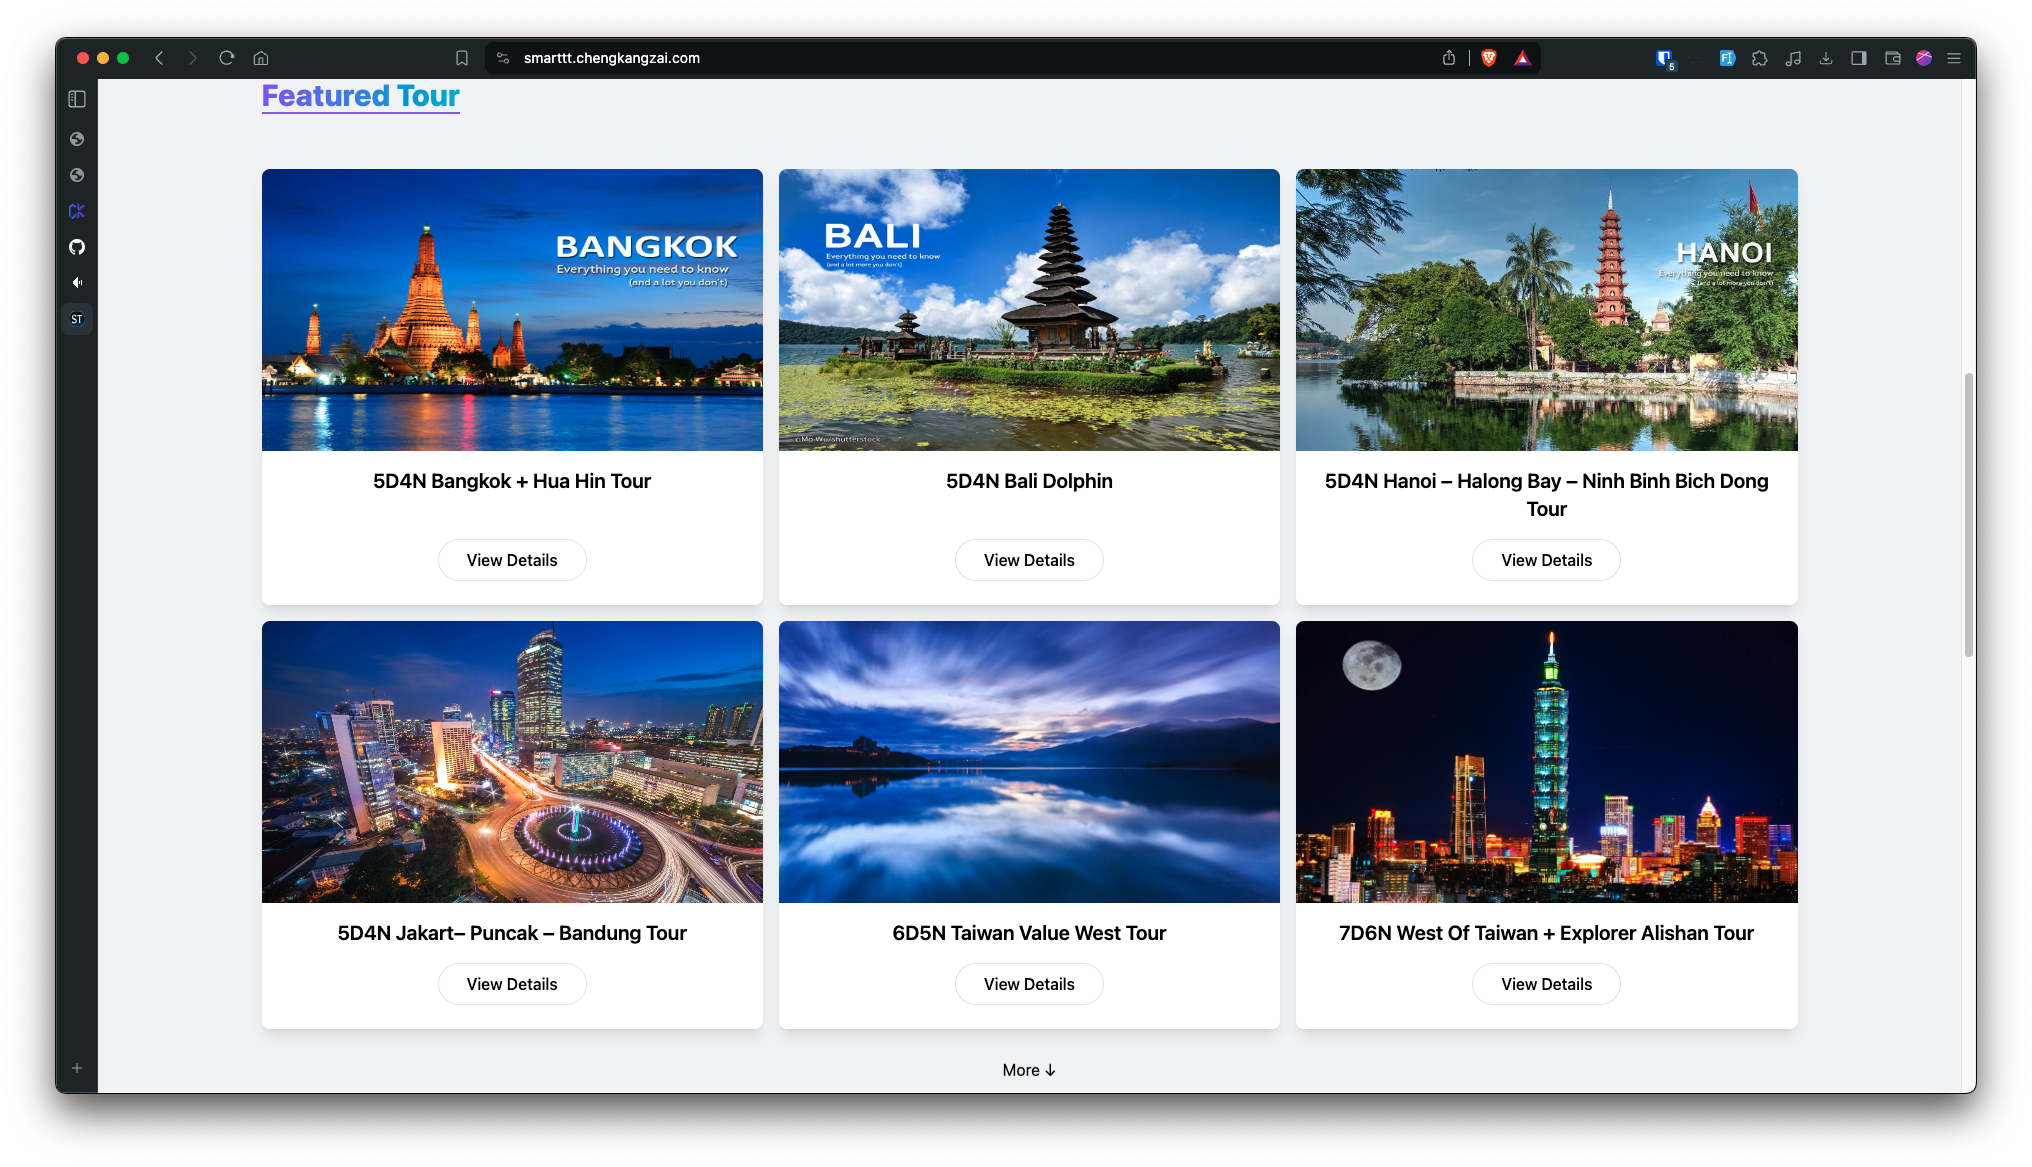 smarttt.chengkangzai.com
5
ST
Featured Tour
BANGKOK
Everything you need to know
(and a lot you don't)
BALI
Everything you need to know
(and a lot more you don't)
©Mo Wu/shutterstock
HANOI
Everything you need to know
(and a lot more you don't)
5D4N Bangkok + Hua Hin Tour
5D4N Bali Dolphin
5D4N Hanoi – Halong Bay – Ninh Binh Bich Dong
Tour
View Details
View Details
View Details
5D4N Jakart– Puncak – Bandung Tour
6D5N Taiwan Value West Tour
7D6N West Of Taiwan + Explorer Alishan Tour
View Details
View Details
View Details
More ↓